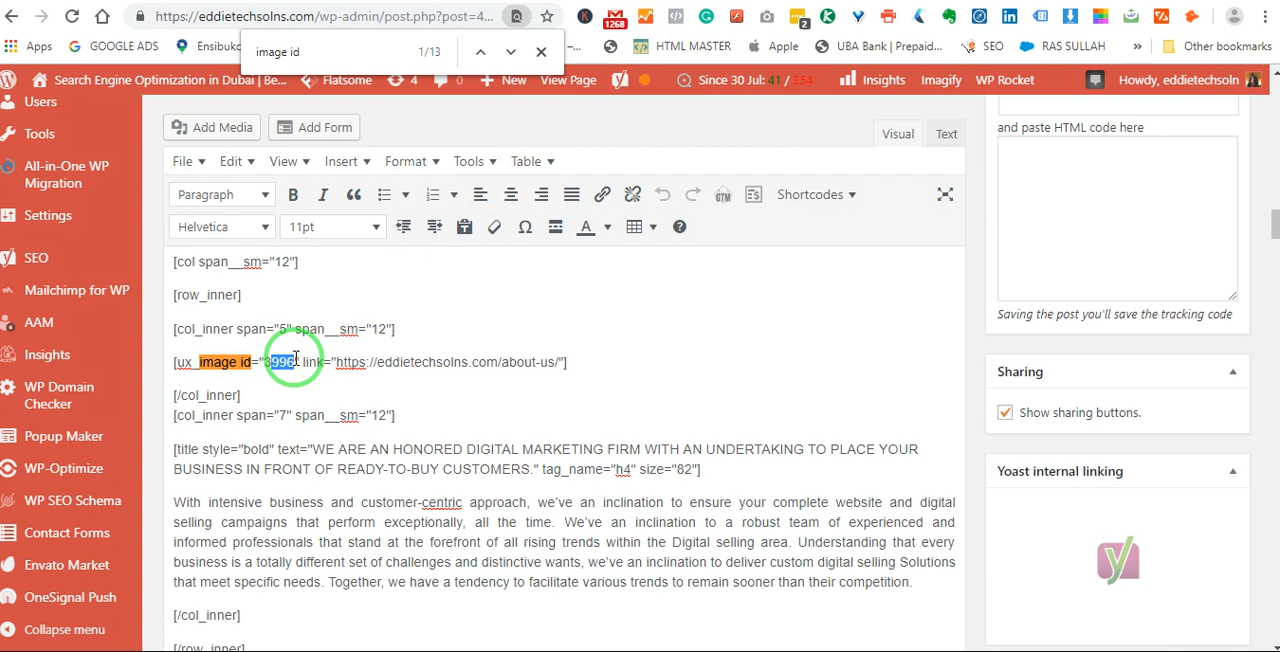 https://eddietechsolns.com/wp-admin/post.php?post=4...
1268
2
Apps
GOOGLE ADS
Ensibuko
HTML MASTER
Apple
UBA Bank | Prepaid...
SEO
RAS SULLAH
»
Other bookmarks
image id
1/13
Search Engine Optimization in Dubai | Be...
Flatsome
4
0
New
View Page
Since 30 Jul: 41 / 354
Insights
Imagify
WP Rocket
Howdy, eddietechsoln
Users
Tools
All-in-One WP
Migration
Settings
SEO
Mailchimp for WP
AAM
Insights
WP Domain
Checker
Popup Maker
WP-Optimize
WP SEO Schema
Contact Forms
Envato Market
OneSignal Push
Collapse menu
Add Media
Add Form
Visual
Text
File
Edit
View
Insert
Format
Tools
Table
Paragraph
Shortcodes
Helvetica
11pt
[col span__sm="12"]
[row_inner]
[col_inner span="5" span__sm="12"]
[ux_image id="3996" link="https://eddietechsolns.com/about-us/"]
[/col_inner]
[col_inner span="7" span__sm="12"]
[title style="bold" text="WE ARE AN HONORED DIGITAL MARKETING FIRM WITH AN UNDERTAKING TO PLACE YOUR
BUSINESS IN FRONT OF READY-TO-BUY CUSTOMERS." tag_name="h4" size="82"]
With intensive business and customer-centric approach, we've an inclination to ensure your complete website and digital
selling campaigns that perform exceptionally, all the time. We've an inclination to a robust team of experienced and
informed professionals that stand at the forefront of all rising trends within the Digital selling area. Understanding that every
business is a totally different set of challenges and distinctive wants, we've an inclination to deliver custom digital selling Solutions
that meet specific needs. Together, we have a tendency to facilitate various trends to remain sooner than their competition.
[/col_inner]
[/row_inner]
and paste HTML code here
Saving the post you'll save the tracking code
Sharing
Show sharing buttons.
Yoast internal linking